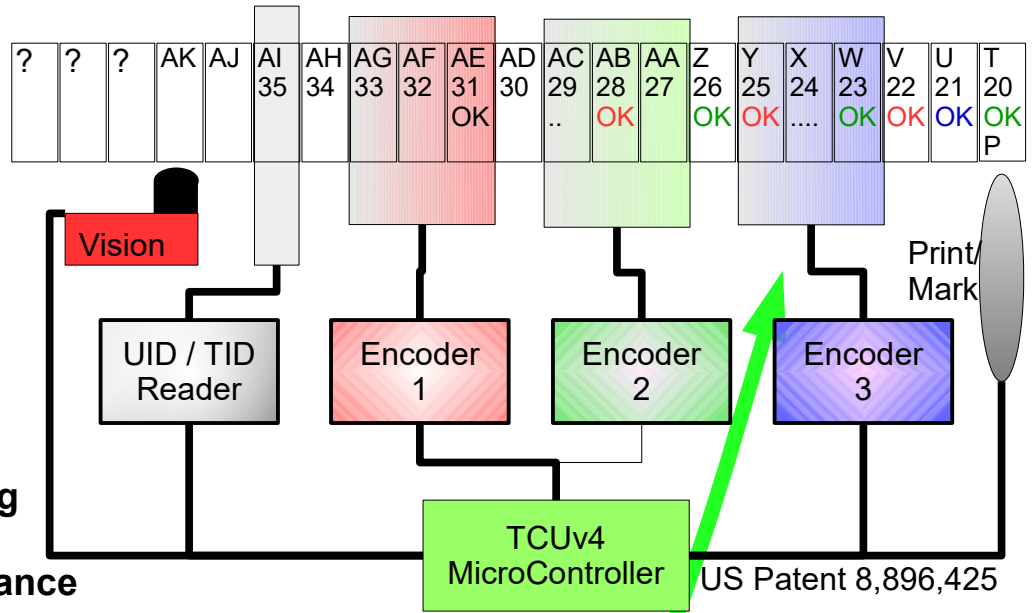 ? ? ? AK AJ AI AH AG AF AE AD AC AB AA Z Y X W V U T
35 34 33 32 31 30 29 28 27 26 25 24 23 22 21 20
OK .. OK OK OK .... OK OK OK OK
P
Vision
Print/
Mark
UID / TID
Reader
Encoder
1
Encoder
2
Encoder
3
g
TCUv4
MicroController
ance
US Patent 8,896,425